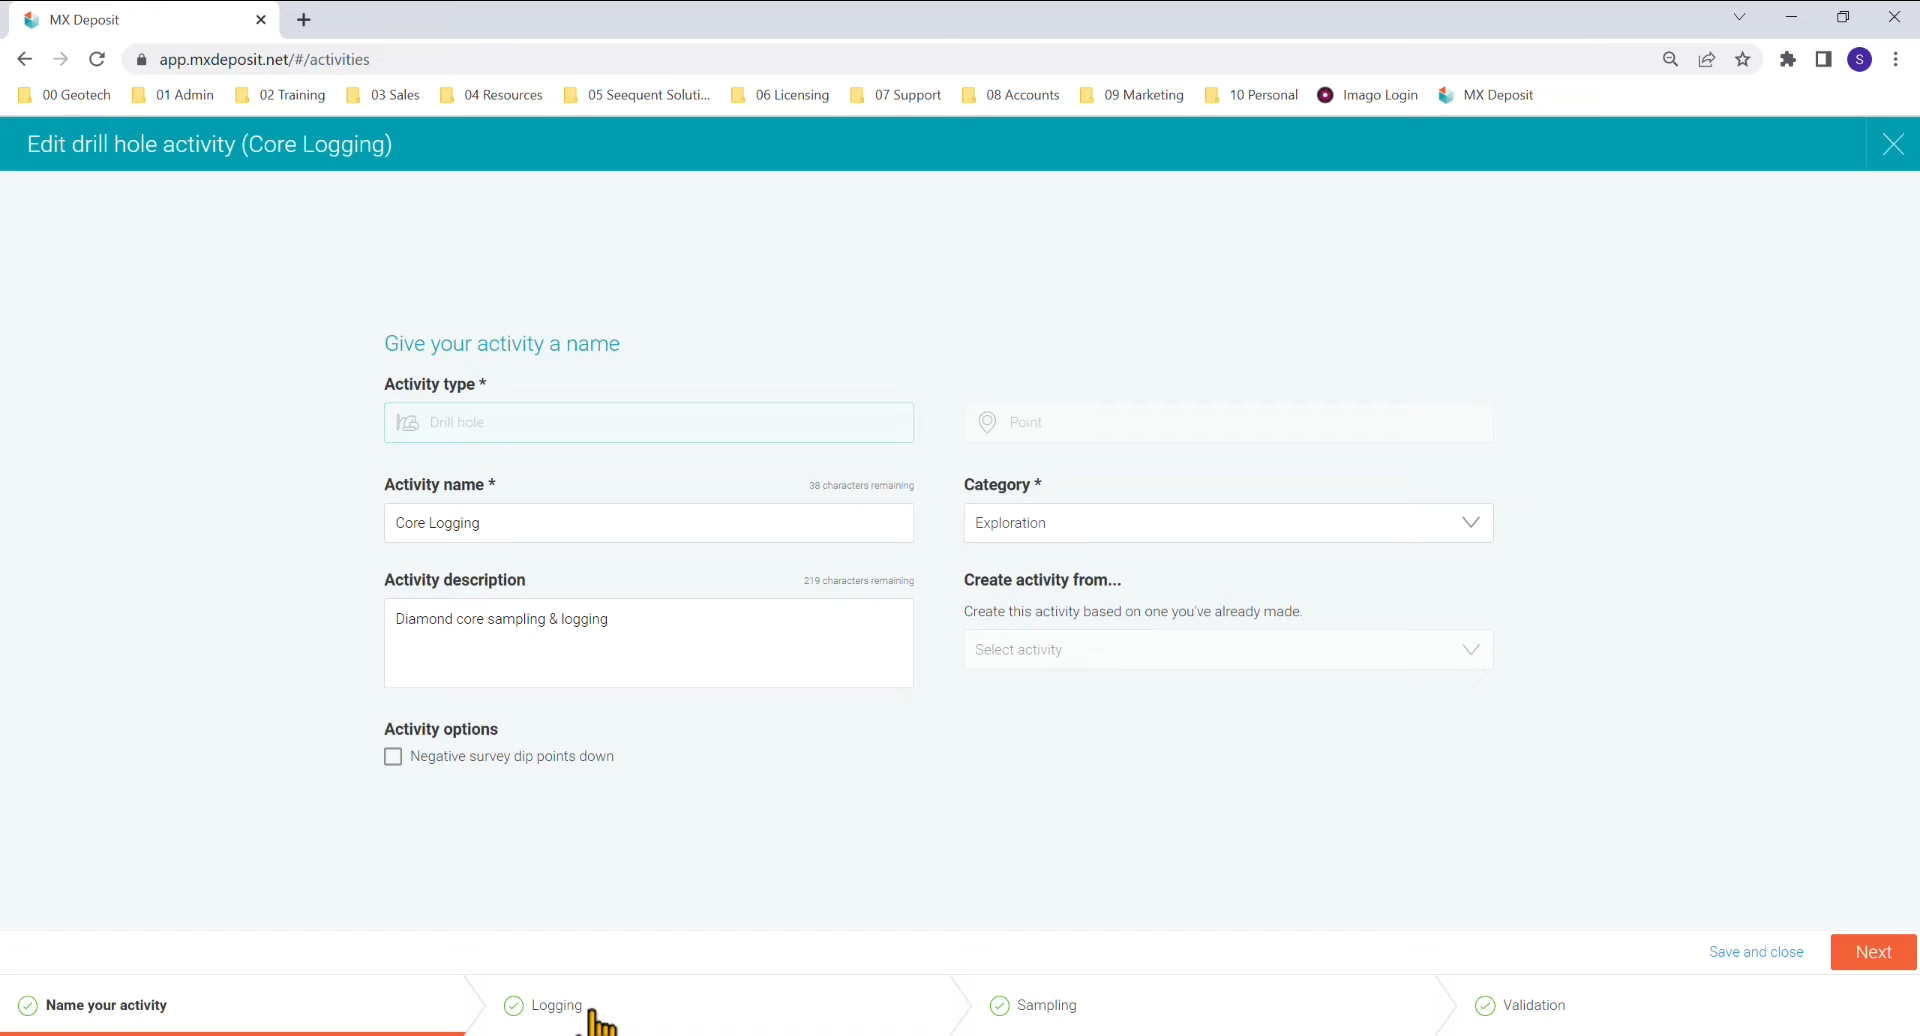 MX Deposit
app.mxdeposit.net/#/activities
S
00 Geotech 01 Admin 02 Training 03 Sales 04 Resources 05 Seequent Soluti... 06 Licensing 07 Support 08 Accounts 09 Marketing 10 Personal Imago Login MX Deposit
Edit drill hole activity (Core Logging)
Give your activity a name
Activity type *
Drill hole Point
Activity name * 38 characters remaining Category *
Core Logging Exploration
Activity description 219 characters remaining Create activity from...
Create this activity based on one you've already made.
Diamond core sampling & logging
Select activity
Activity options
Negative survey dip points down
Save and close Next
Name your activity Logging Sampling Validation